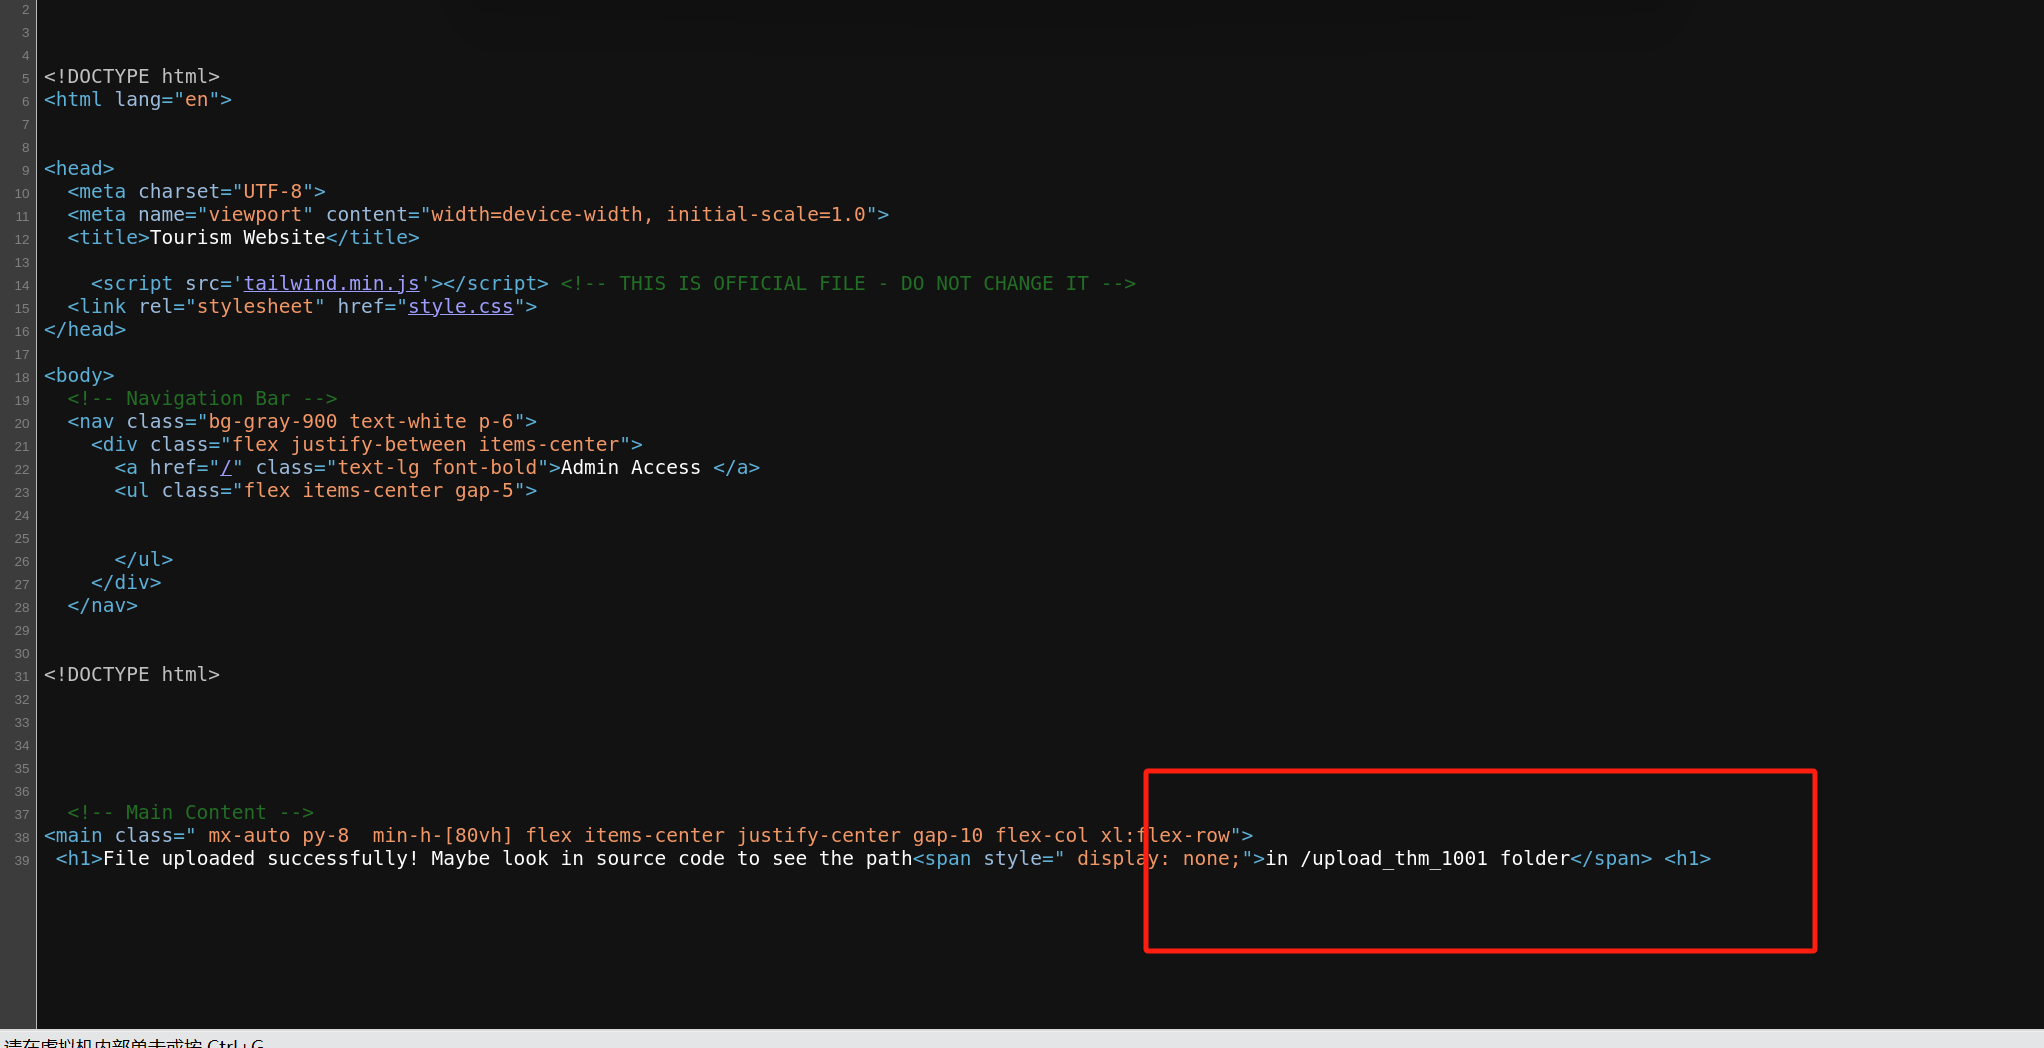 2
3
4
5 <!DOCTYPE html>
6 <html lang="en">
7
8
9 <head>
10 <meta charset="UTF-8">
11 <meta name="viewport" content="width=device-width, initial-scale=1.0">
12 <title>Tourism Website</title>
13
14 <script src='tailwind.min.js'></script> <!-- THIS IS OFFICIAL FILE - DO NOT CHANGE IT -->
15 <link rel="stylesheet" href="style.css">
16 </head>
17
18 <body>
19 <!-- Navigation Bar -->
20 <nav class="bg-gray-900 text-white p-6">
21 <div class="flex justify-between items-center">
22 <a href="/" class="text-lg font-bold">Admin Access </a>
23 <ul class="flex items-center gap-5">
24
25
26 </ul>
27 </div>
28 </nav>
29
30
31 <!DOCTYPE html>
32
33
34
35
36
37 <!-- Main Content -->
38 <main class=" mx-auto py-8  min-h-[80vh] flex items-center justify-center gap-10 flex-col xl:flex-row">
39 <h1>File uploaded successfully! Maybe look in source code to see the path<span style=" display: none;">in /upload_thm_1001 folder</span> <h1>
请在虚拟机内部单击或按 Ctrl+G